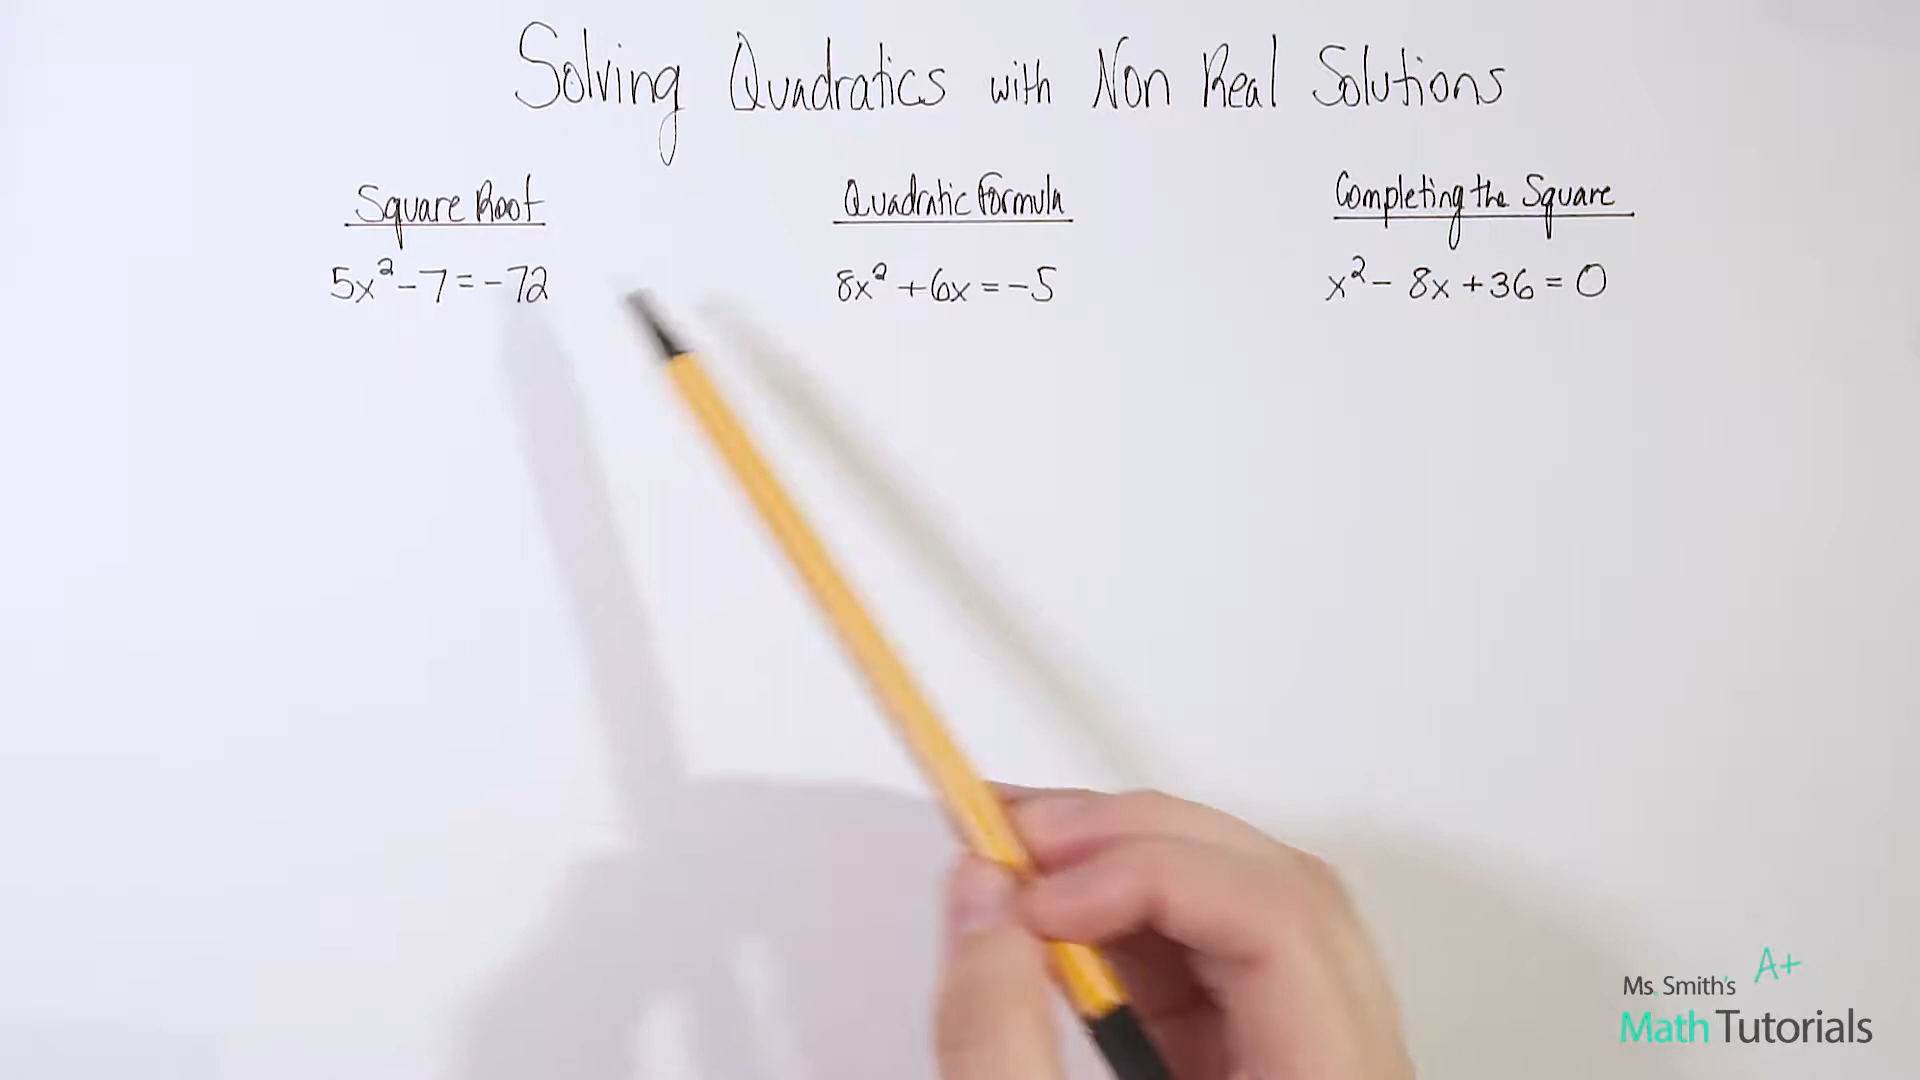 Solving Quadratics with Non Real Solutions
Square Root
5x² - 7 = -72
Quadratic Formula
8x² + 6x = -5
Completing the Square
x² - 8x + 36 = 0
Ms. Smith's A+
Math Tutorials